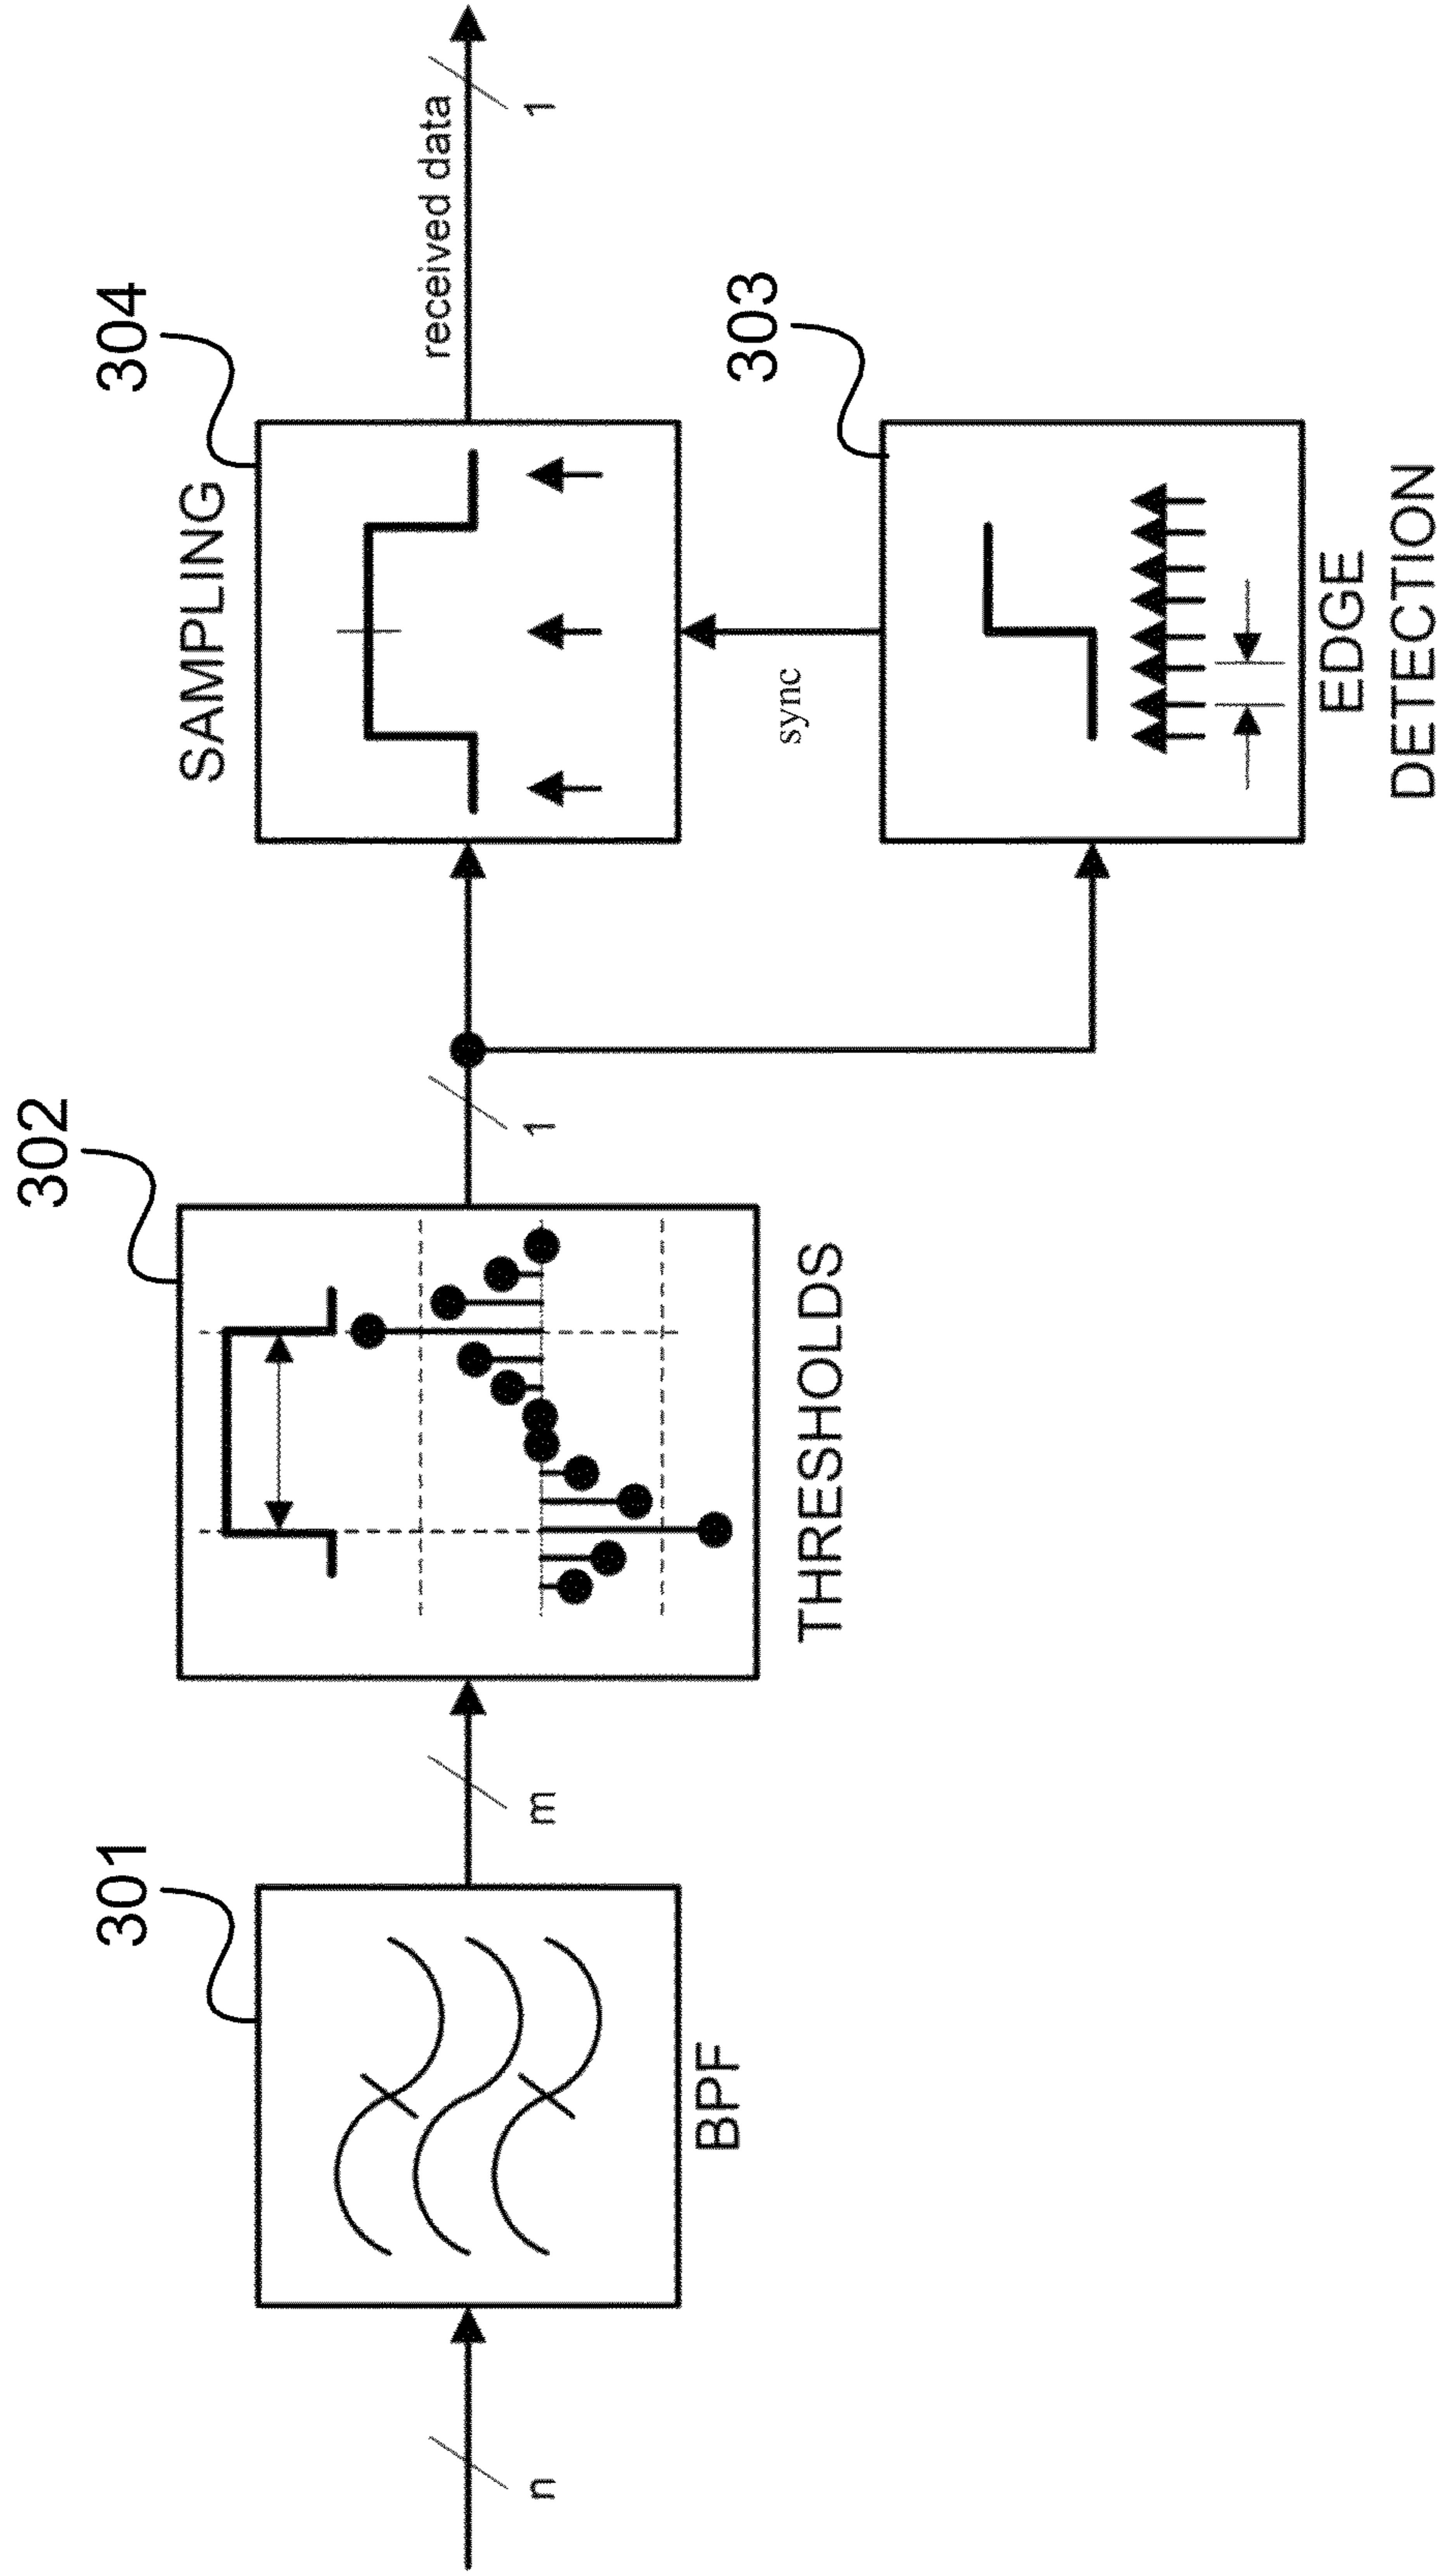 304
302
301
SAMPLING
received data
1
303
1
sync
m
n
THRESHOLDS
BPF
EDGE
DETECTION